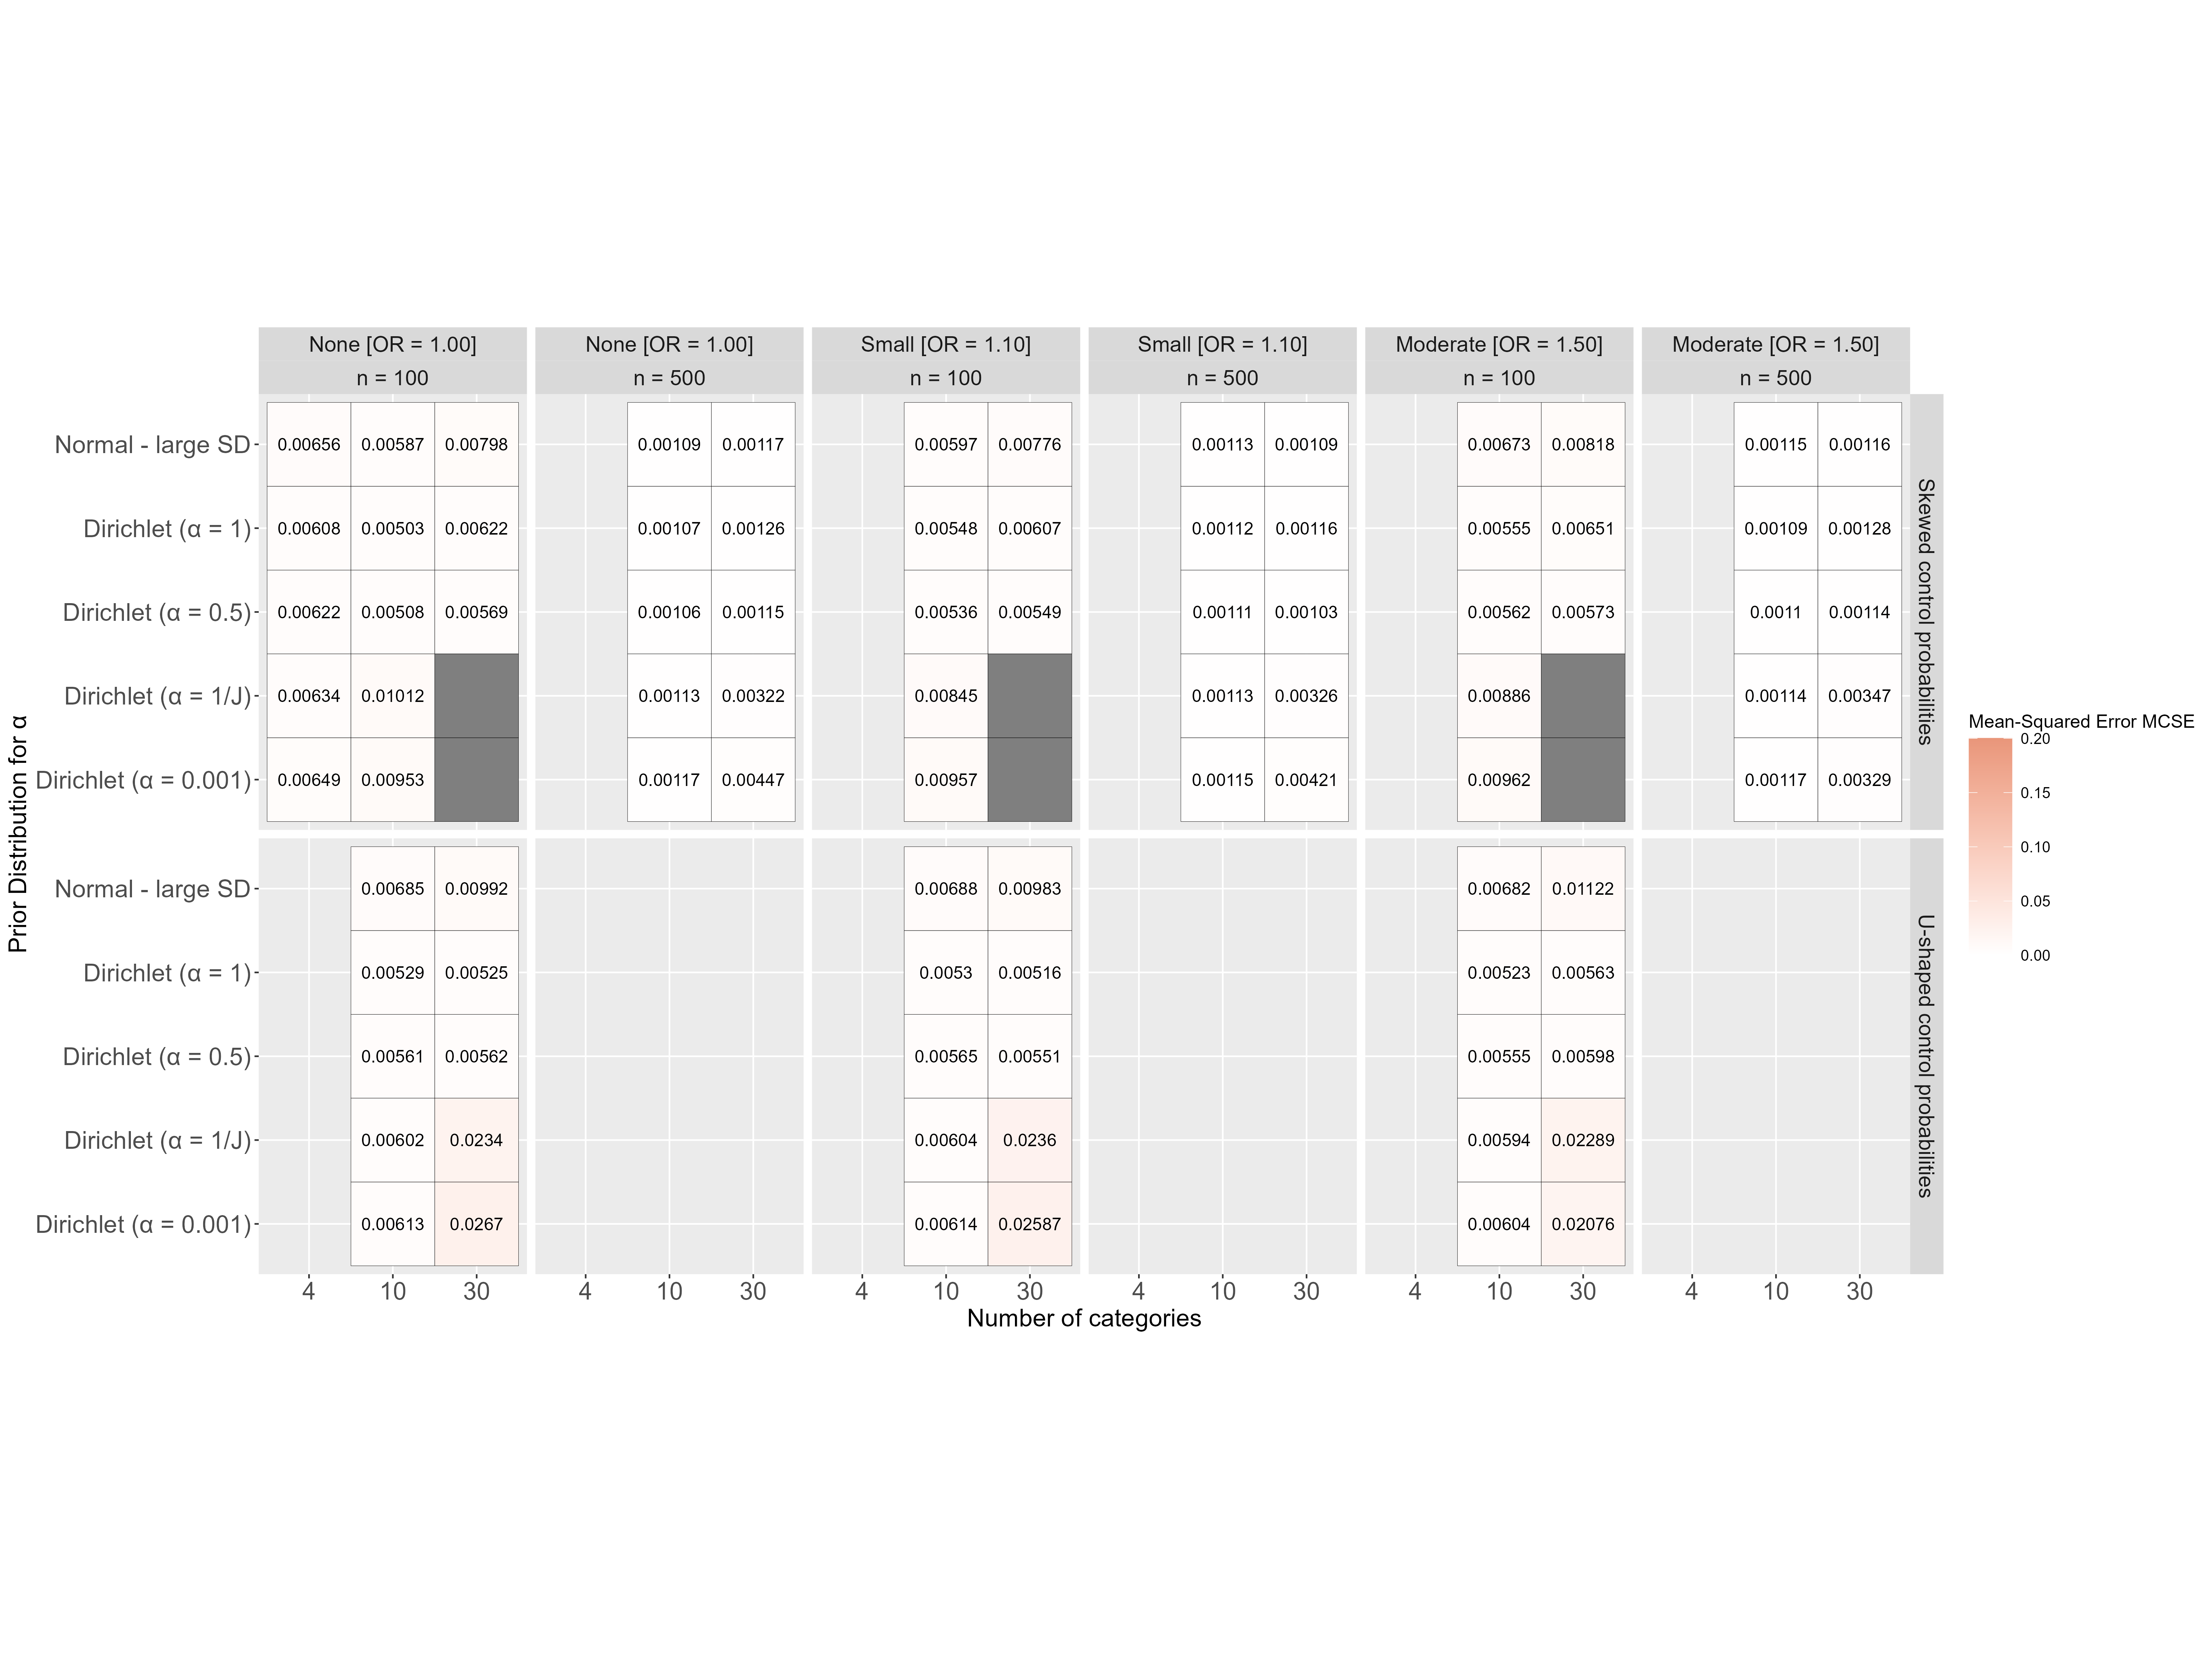 None [OR = 1.00] None [OR = 1.00] Small [OR = 1.10] Small [OR = 1.10] Moderate [OR = 1.50] Moderate [OR = 1.50]
n = 100 n = 500 n = 100 n = 500 n = 100 n = 500
Normal - large SD 0.00656 0.00587 0.00798 0.00109 0.00117 0.00597 0.00776 0.00113 0.00109 0.00673 0.00818 0.00115 0.00116
Dirichlet (α = 1) 0.00608 0.00503 0.00622 0.00107 0.00126 0.00548 0.00607 0.00112 0.00116 0.00555 0.00651 0.00109 0.00128
Dirichlet (α = 0.5) 0.00622 0.00508 0.00569 0.00106 0.00115 0.00536 0.00549 0.00111 0.00103 0.00562 0.00573 0.0011 0.00114
Dirichlet (α = 1/J) 0.00634 0.01012 0.00113 0.00322 0.00845 0.00113 0.00326 0.00886 0.00114 0.00347
Dirichlet (α = 0.001) 0.00649 0.00953 0.00117 0.00447 0.00957 0.00115 0.00421 0.00962 0.00117 0.00329
Skewed control probabilities
Normal - large SD 0.00685 0.00992 0.00688 0.00983 0.00682 0.01122
Dirichlet (α = 1) 0.00529 0.00525 0.0053 0.00516 0.00523 0.00563
Dirichlet (α = 0.5) 0.00561 0.00562 0.00565 0.00551 0.00555 0.00598
Dirichlet (α = 1/J) 0.00602 0.0234 0.00604 0.0236 0.00594 0.02289
Dirichlet (α = 0.001) 0.00613 0.0267 0.00614 0.02587 0.00604 0.02076
U-shaped control probabilities
4 10 30 4 10 30 4 10 30 4 10 30 4 10 30 4 10 30
Number of categories
Prior Distribution for α
Mean-Squared Error MCSE
0.20
0.15
0.10
0.05
0.00